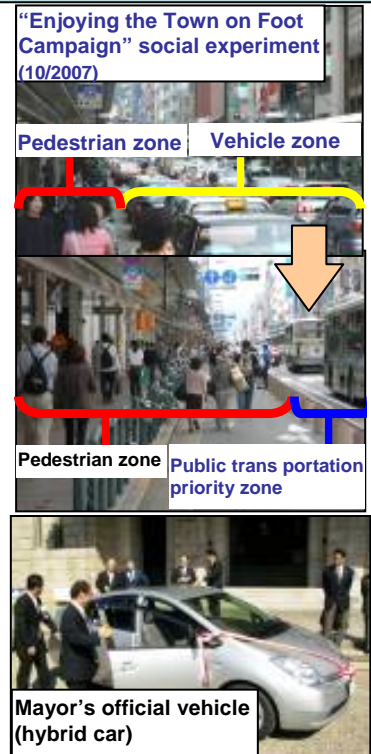 “Enjoying the Town on Foot
Campaign” social experiment
(10/2007)
Pedestrian zone
Vehicle zone
Pedestrian zone
Public trans portation
priority zone
Mayor’s official vehicle
(hybrid car)